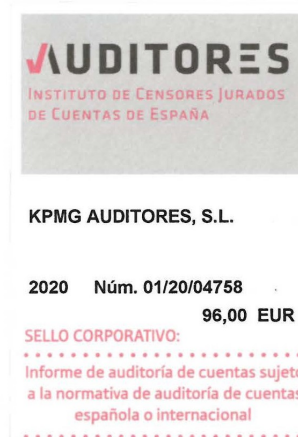 AUDITORES
INSTITUTO DE CENSORES JURADOS
DE CUENTAS DE ESPAÑA
KPMG AUDITORES, S.L.
2020 Núm. 01/20/04758
96,00 EUR
SELLO CORPORATIVO:
Informe de auditoría de cuentas sujeto
a la normativa de auditoría de cuentas
española o internacional